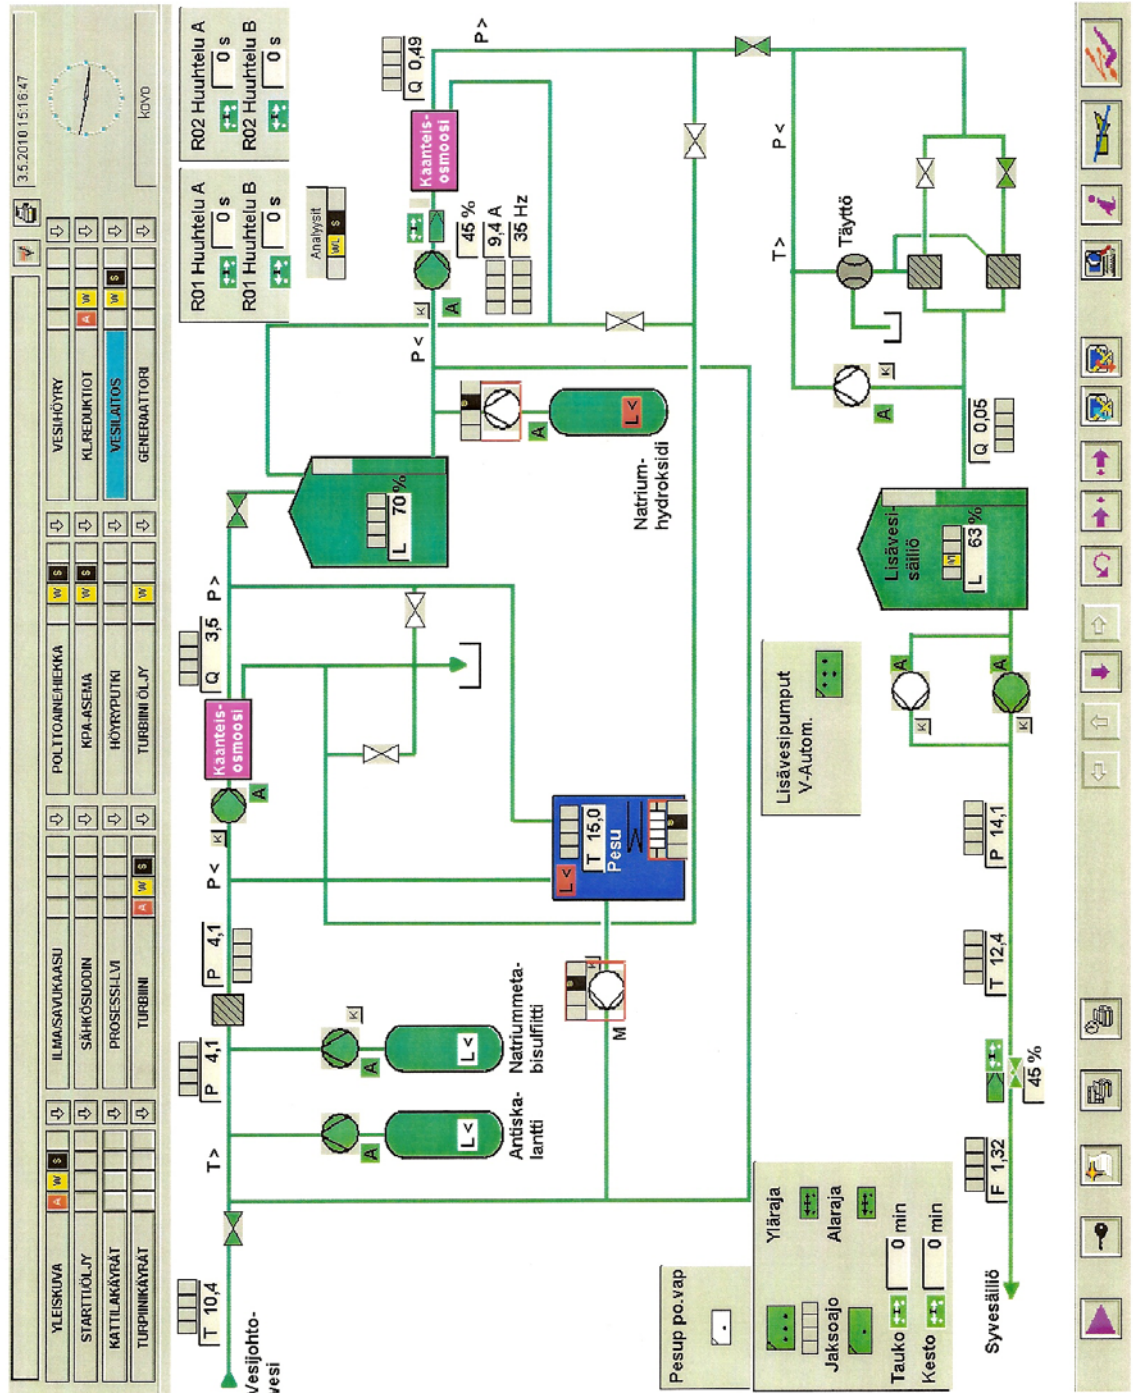 3.5.2010 15:16:47
YLEISKUVA
A W S
ILMA/SAVUKAASU
POLTTOAINE/HIEKKA
W S
VESI/HÖYRY
STARTTIÖLJY
SÄHKÖSUODIN
KPA-ASEMA
W S
KL/REDUKTIOT
A W
KATTILAKÄYRÄT
PROSESSI-LVI
HÖYRYPUTKI
VESILAITOS
W S
TURPIINIKÄYRÄT
TURBIINI
A W S
TURBIINI ÖLJY
W
GENERAATTORI
kovo
R01 Huuhtelu A
0 s
R01 Huuhtelu B
0 s
R02 Huuhtelu A
0 s
R02 Huuhtelu B
0 s
Analyysit
WL S
T 10,4
Vesijohto-
vesi
T>
P 4,1
P 4,1
P<
K
A
Kaanteis-
osmoosi
Q 3,5
P>
A
Antiska-
lantti
L<
A
K
Natriummeta-
bisulfiitti
L<
L 70 %
P<
K
A
45 %
9,4 A
35 Hz
Kaanteis-
osmoosi
Q 0,49
P>
A
Natrium-
hydroksidi
L<
L<
T 15,0
Pesu
S
K
M
Pesup po.vap
Jaksoajo
Yläraja
Alaraja
Tauko 0 min
Kesto 0 min
Lisävesipumput
V-Autom.
Lisävesi-
säiliö
L 63 %
Q 0,05
A
K
T>
P<
Täyttö
A
K
A
K
P 14,1
T 12,4
45 %
F 1,32
Syvesäiliö